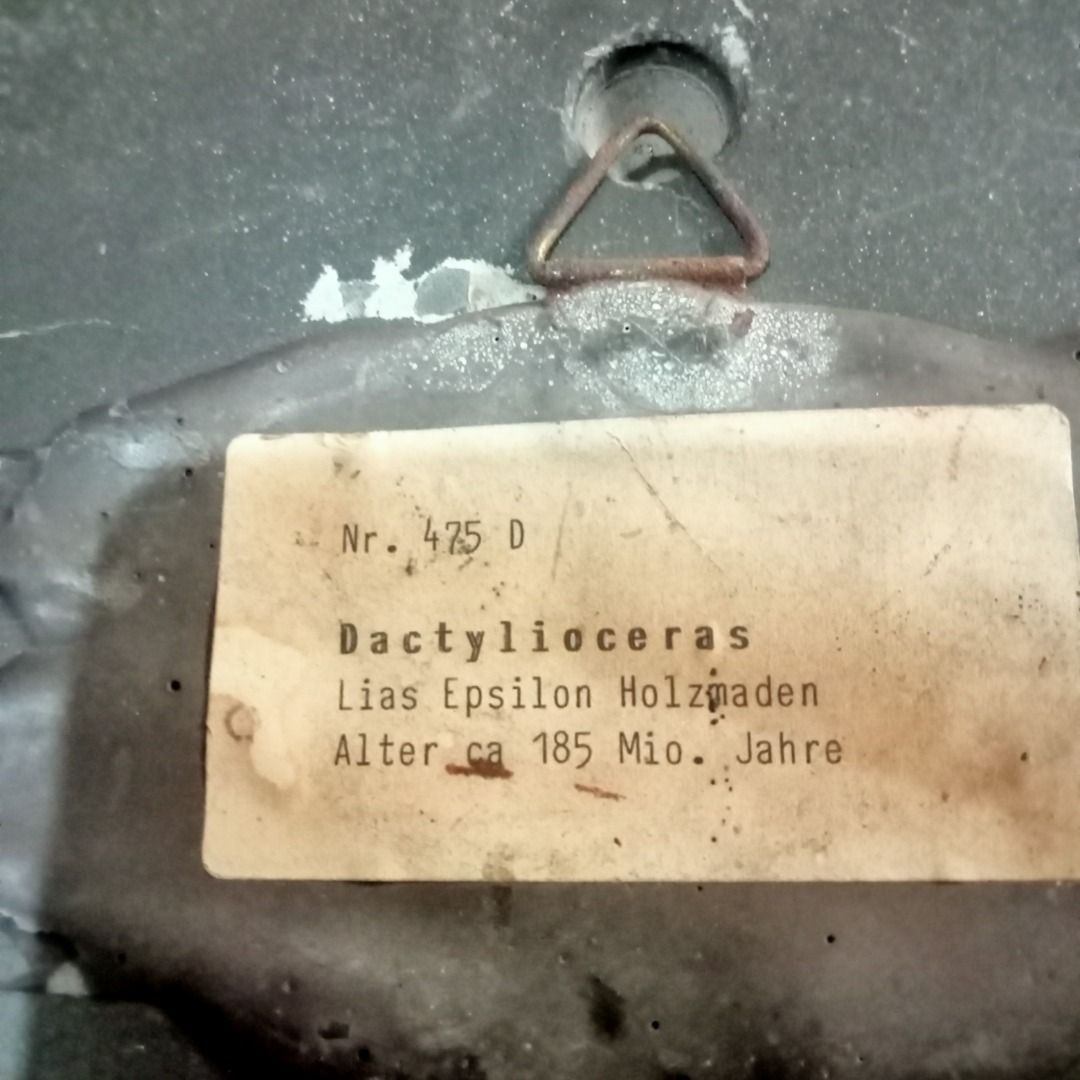 Nr. 475 D
Dactylioceras
Lias Epsilon Holzmaden
Alter ca 185 Mio. Jahre